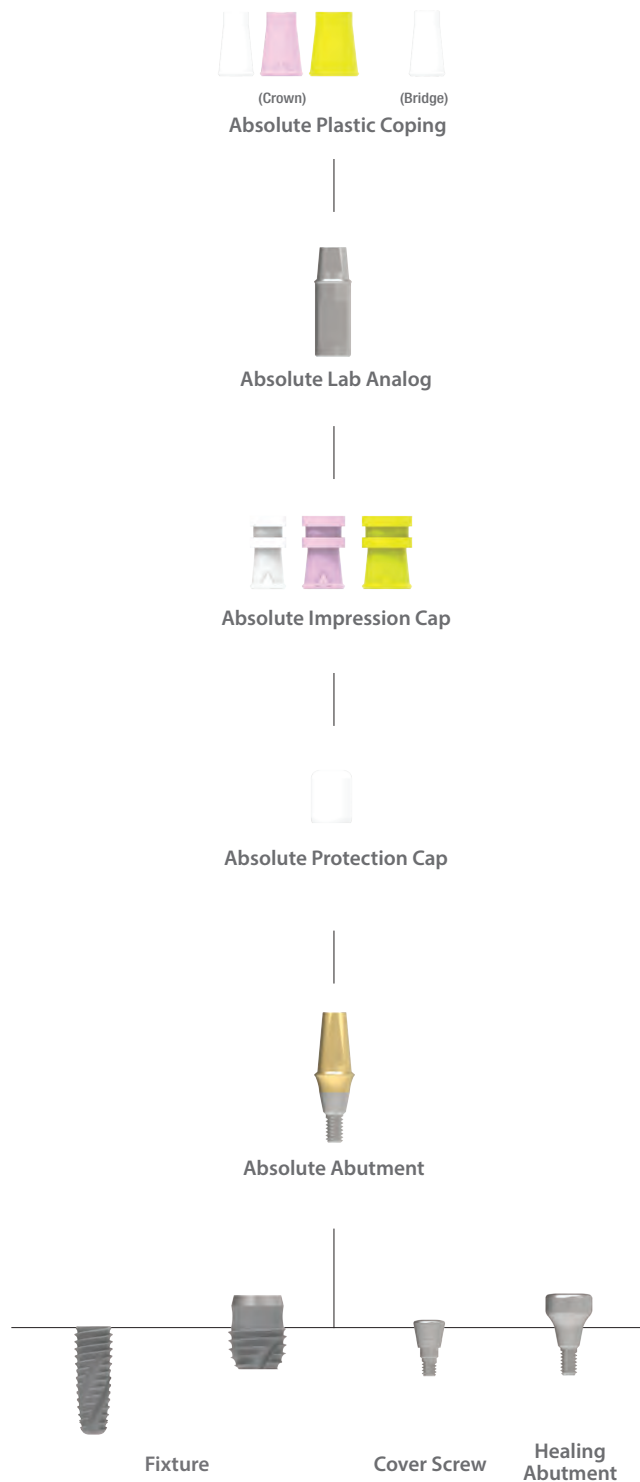 (Crown)
(Bridge)
Absolute Plastic Coping
Absolute Lab Analog
Absolute Impression Cap
Absolute Protection Cap
Absolute Abutment
Fixture
Cover Screw
Healing
Abutment